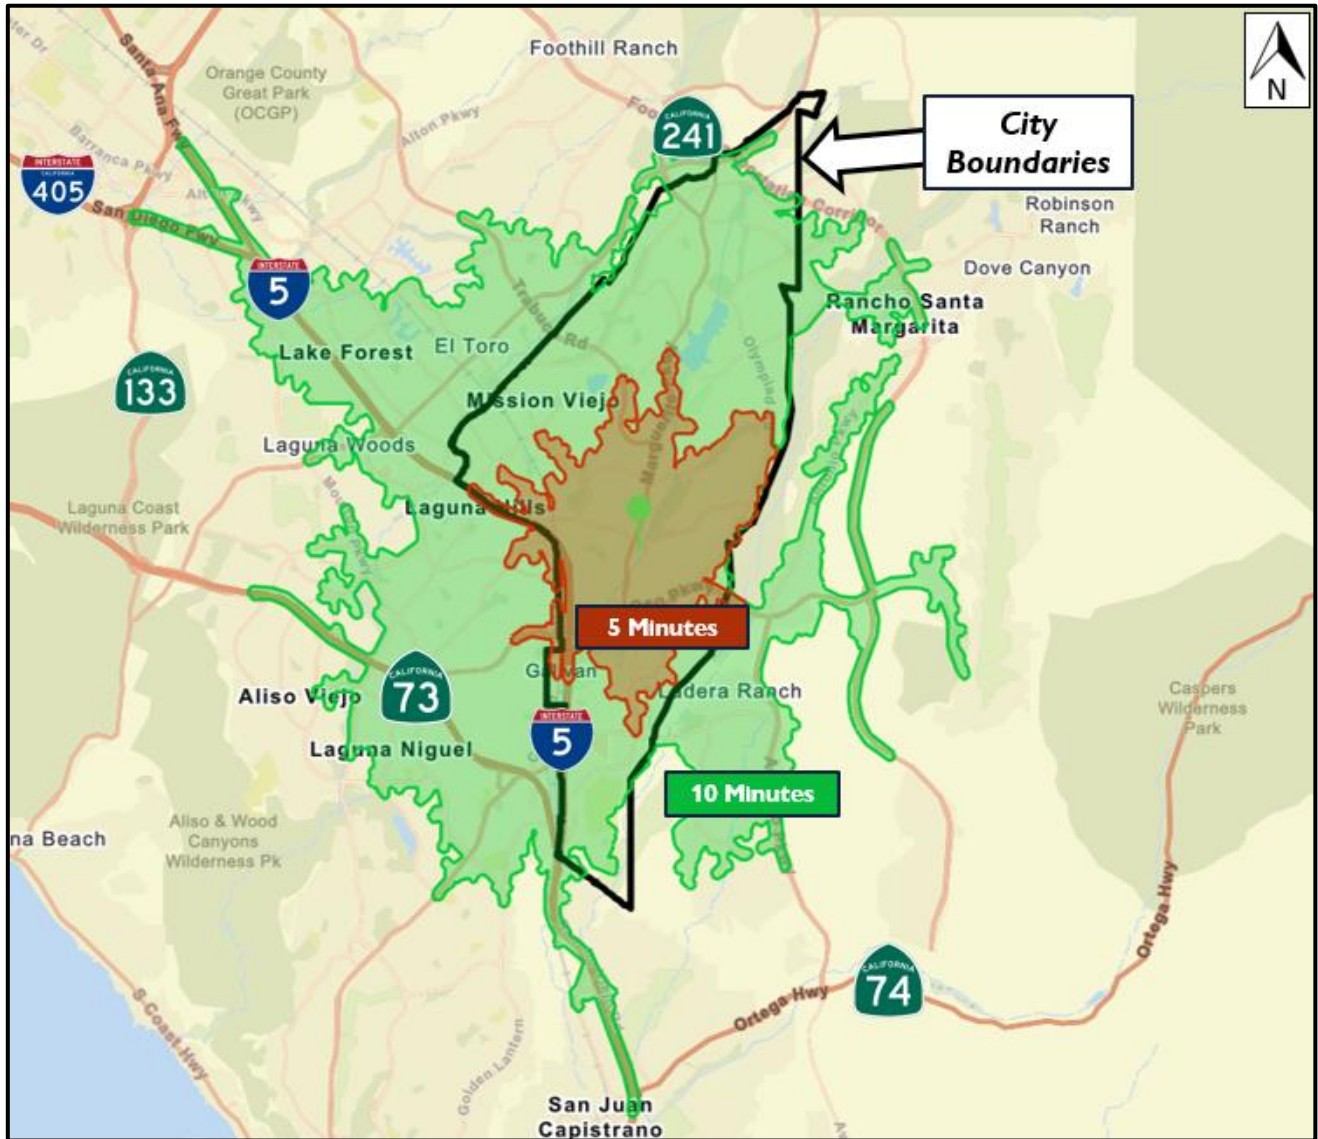 Foothill Ranch
Santa Ana Fwy
Orange County
Great Park
(OCGP)
N
Alton Pkwy
CALIFORNIA
241
City
Boundaries
Barranca Pkwy
INTERSTATE
CALIFORNIA
405
San Diego Fwy
Robinson
Ranch
Dove Canyon
INTERSTATE
5
Rancho Santa
Margarita
Trabuco Rd
Lake Forest
El Toro
Olympiad
CALIFORNIA
133
Mission Viejo
Laguna Woods
Laguna Coast
Wilderness Park
Laguna Hills
5 Minutes
Ladera Ranch
Aliso Viejo
CALIFORNIA
73
Caspers
Wilderness
Park
INTERSTATE
5
Laguna Niguel
10 Minutes
Aliso & Wood
Canyons
Wilderness Pk
na Beach
Ortega Hwy
CALIFORNIA
74
Ortega Hwy
S Coast Hwy
Golden Lantern
San Juan
Capistrano